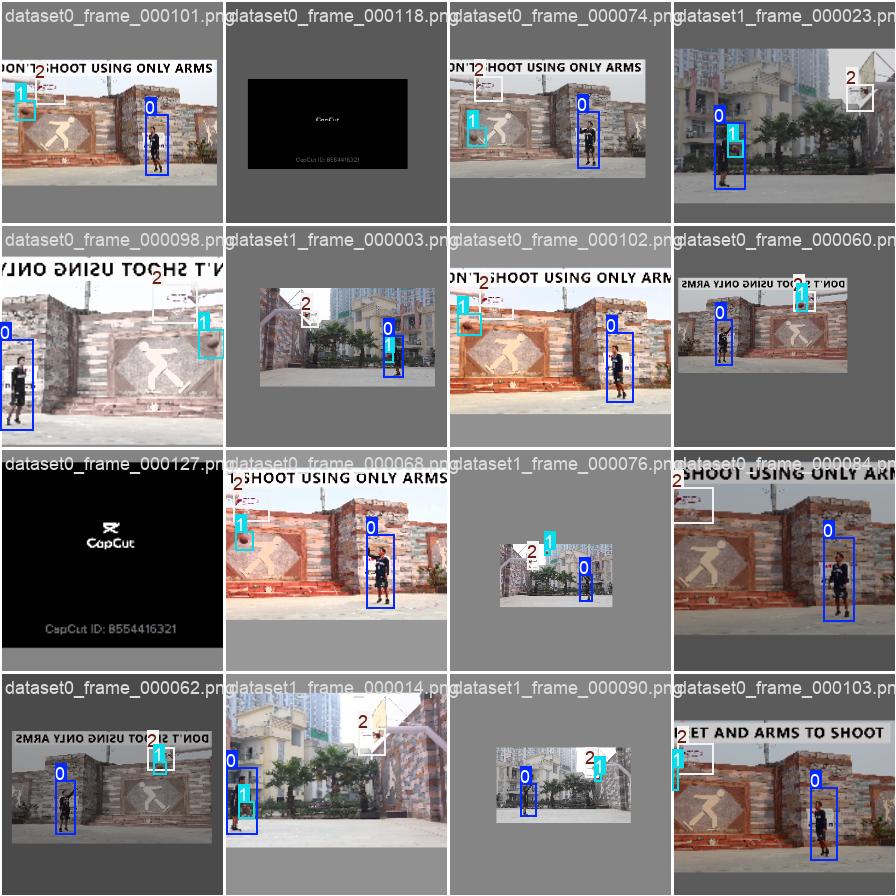 dataset0_frame_000101.png
dataset0_frame_000118.png
dataset0_frame_000074.png
dataset1_frame_000023.png
SHOOT USING ONLY ARMS
2
1
0
CapCut
CapCut ID: 8554416321
SHOOT USING ONLY ARMS
2
1
0
2
0
1
dataset0_frame_000098.png
dataset1_frame_000003.png
dataset0_frame_000102.png
dataset0_frame_000060.png
N'T SHOOT USING ONLY
2
1
0
2
0
1
SHOOT USING ONLY ARM
2
1
0
DON'T SHOOT USING ONLY ARMS
2
1
0
dataset0_frame_000127.png
dataset0_frame_000068.png
dataset1_frame_000076.png
dataset0_frame_000084.png
CapCut
CapCut ID: 8554416321
SHOOT USING ONLY ARMS
2
1
0
1
2
0
SHOOT USING ONLY AR
2
0
dataset0_frame_000062.png
dataset1_frame_000014.png
dataset1_frame_000090.png
dataset0_frame_000103.png
DON'T SHOOT USING ONLY ARMS
2
1
0
2
0
1
2
1
0
ET AND ARMS TO SHOOT
2
1
0